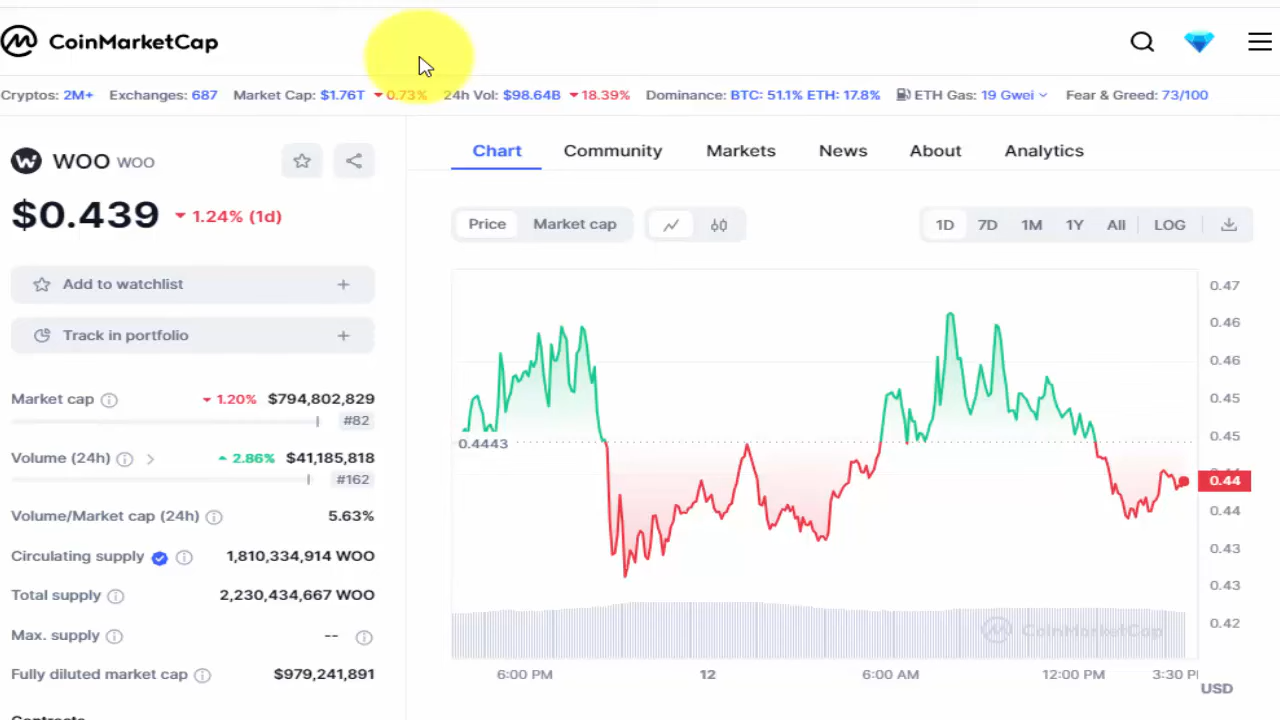 CoinMarketCap
Cryptos: 2M+ Exchanges: 687 Market Cap: $1.76T 0.73% 24h Vol: $98.64B 18.39% Dominance: BTC: 51.1% ETH: 17.8% ETH Gas: 19 Gwei Fear & Greed: 73/100
WOO WOO
$0.439 1.24% (1d)
Add to watchlist +
Track in portfolio +
Market cap 1.20% $794,802,829
#82
Volume (24h) 2.86% $41,185,818
#162
Volume/Market cap (24h) 5.63%
Circulating supply 1,810,334,914 WOO
Total supply 2,230,434,667 WOO
Max. supply --
Fully diluted market cap $979,241,891
Contracts
Chart Community Markets News About Analytics
Price Market cap 1D 7D 1M 1Y All LOG
0.47
0.46
0.46
0.45
0.45
0.4443
0.44
0.44
0.43
0.43
0.42
CoinMarketCap
6:00 PM 12 6:00 AM 12:00 PM 3:30 P
USD